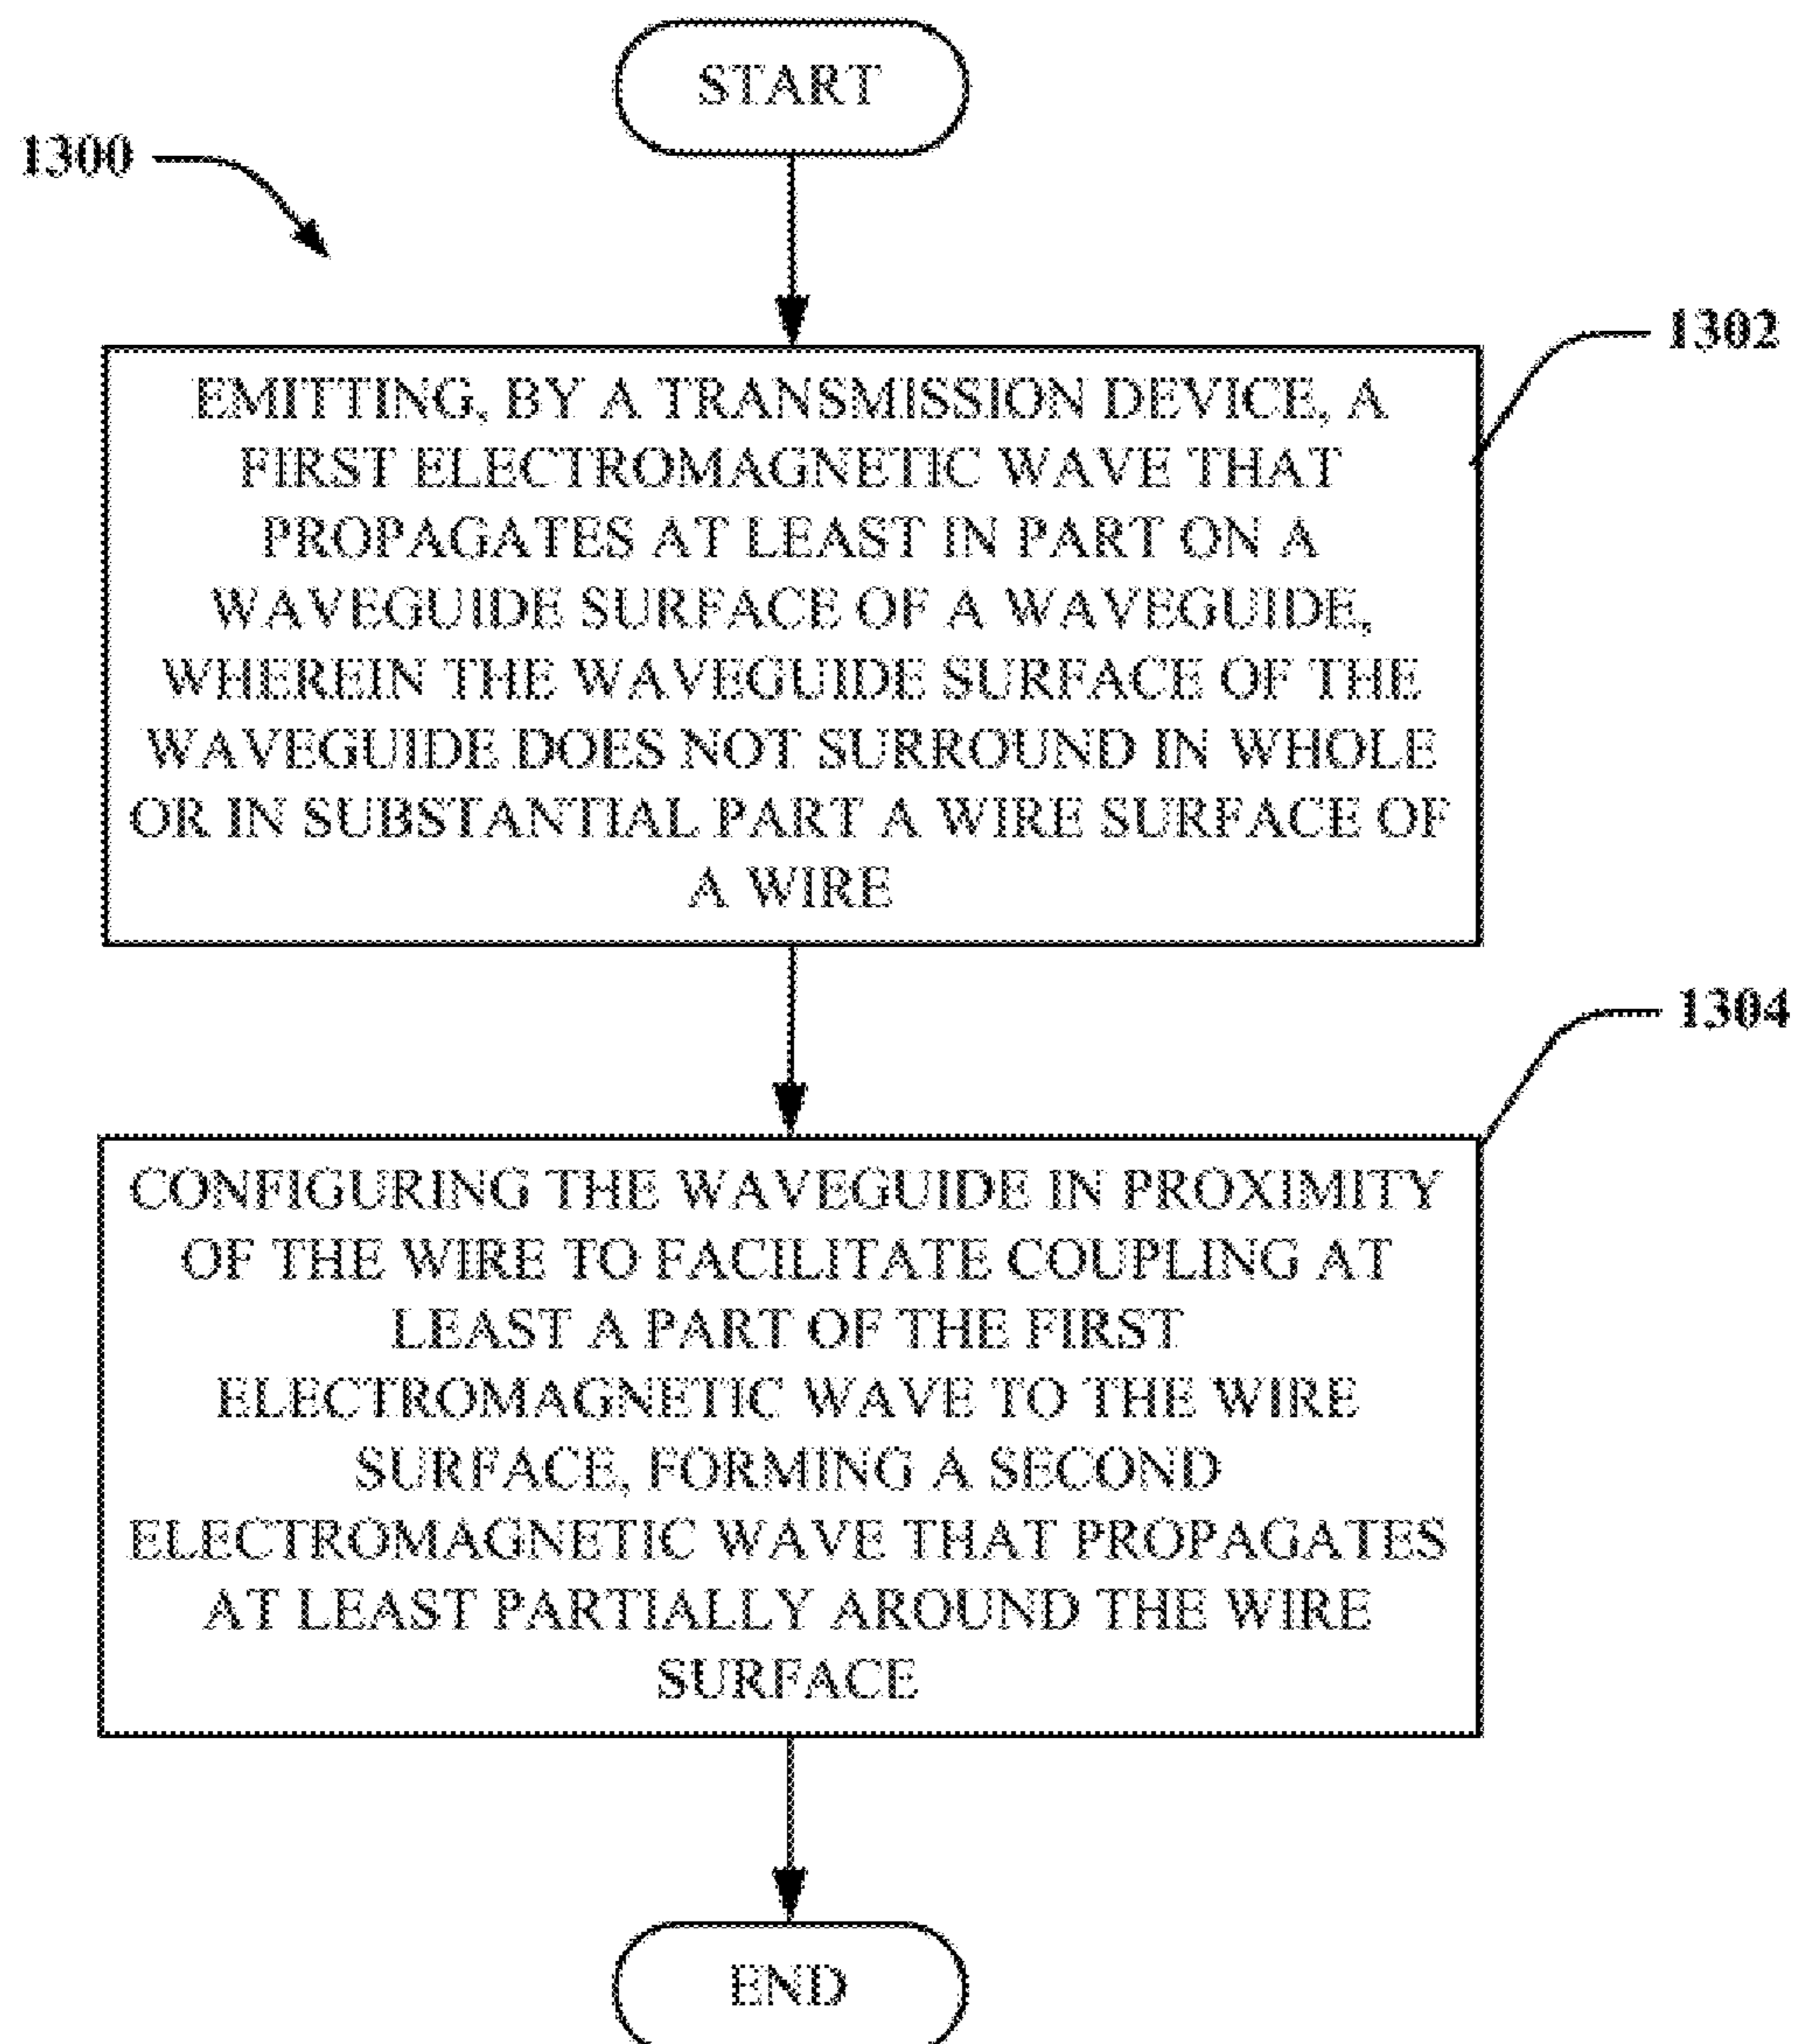 START
1300
1302
EMITTING, BY A TRANSMISSION DEVICE, A
FIRST ELECTROMAGNETIC WAVE THAT
PROPAGATES AT LEAST IN PART ON A
WAVEGUIDE SURFACE OF A WAVEGUIDE,
WHEREIN THE WAVEGUIDE SURFACE OF THE
WAVEGUIDE DOES NOT SURROUND IN WHOLE
OR IN SUBSTANTIAL PART A WIRE SURFACE OF
A WIRE
1304
CONFIGURING THE WAVEGUIDE IN PROXIMITY
OF THE WIRE TO FACILITATE COUPLING AT
LEAST A PART OF THE FIRST
ELECTROMAGNETIC WAVE TO THE WIRE
SURFACE, FORMING A SECOND
ELECTROMAGNETIC WAVE THAT PROPAGATES
AT LEAST PARTIALLY AROUND THE WIRE
SURFACE
END